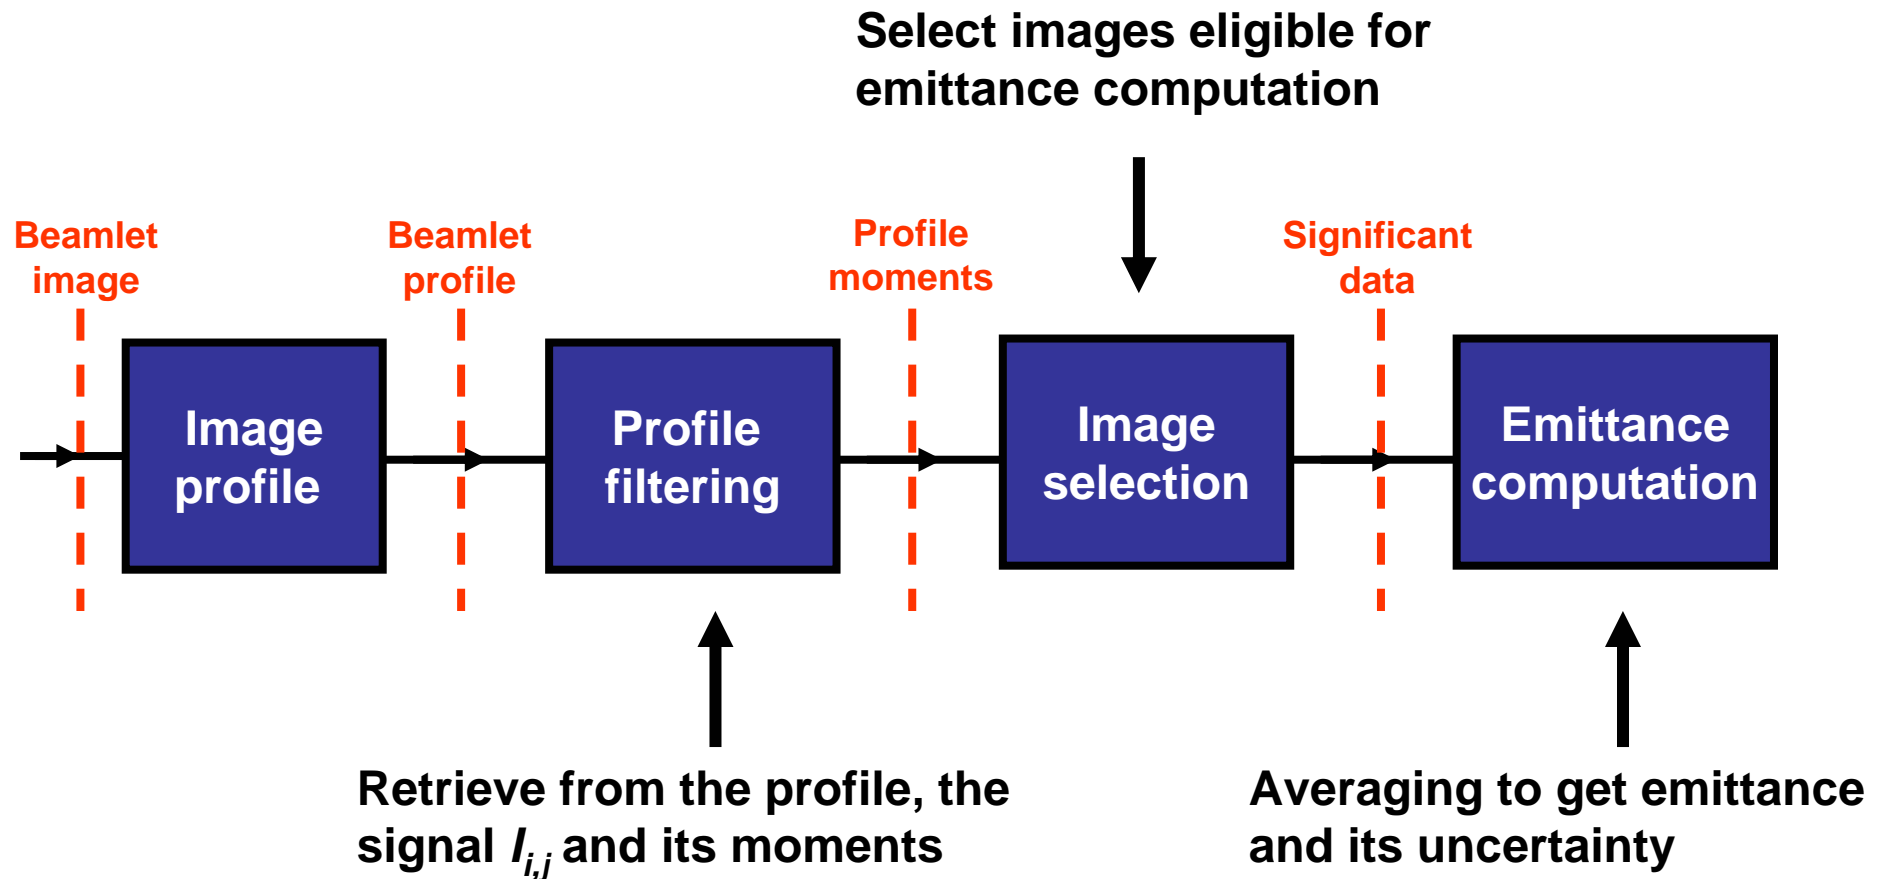 Select images eligible for
emittance computation
Beamlet
image
Beamlet
profile
Profile
moments
Significant
data
Image
profile
Profile
filtering
Image
selection
Emittance
computation
Retrieve from the profile, the
signal I_{i,j} and its moments
Averaging to get emittance
and its uncertainty